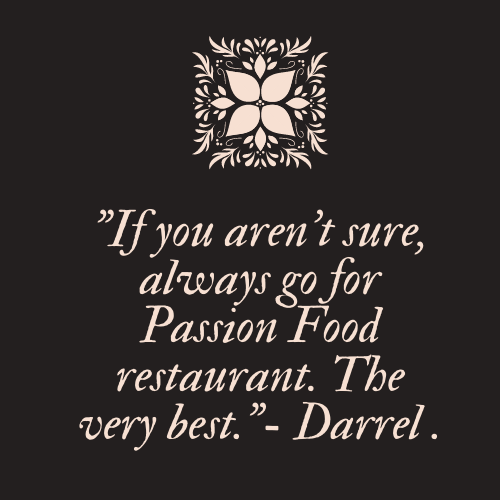 ”If you aren’t sure,
always go for
Passion Food
restaurant. The
very best.”- Darrel .